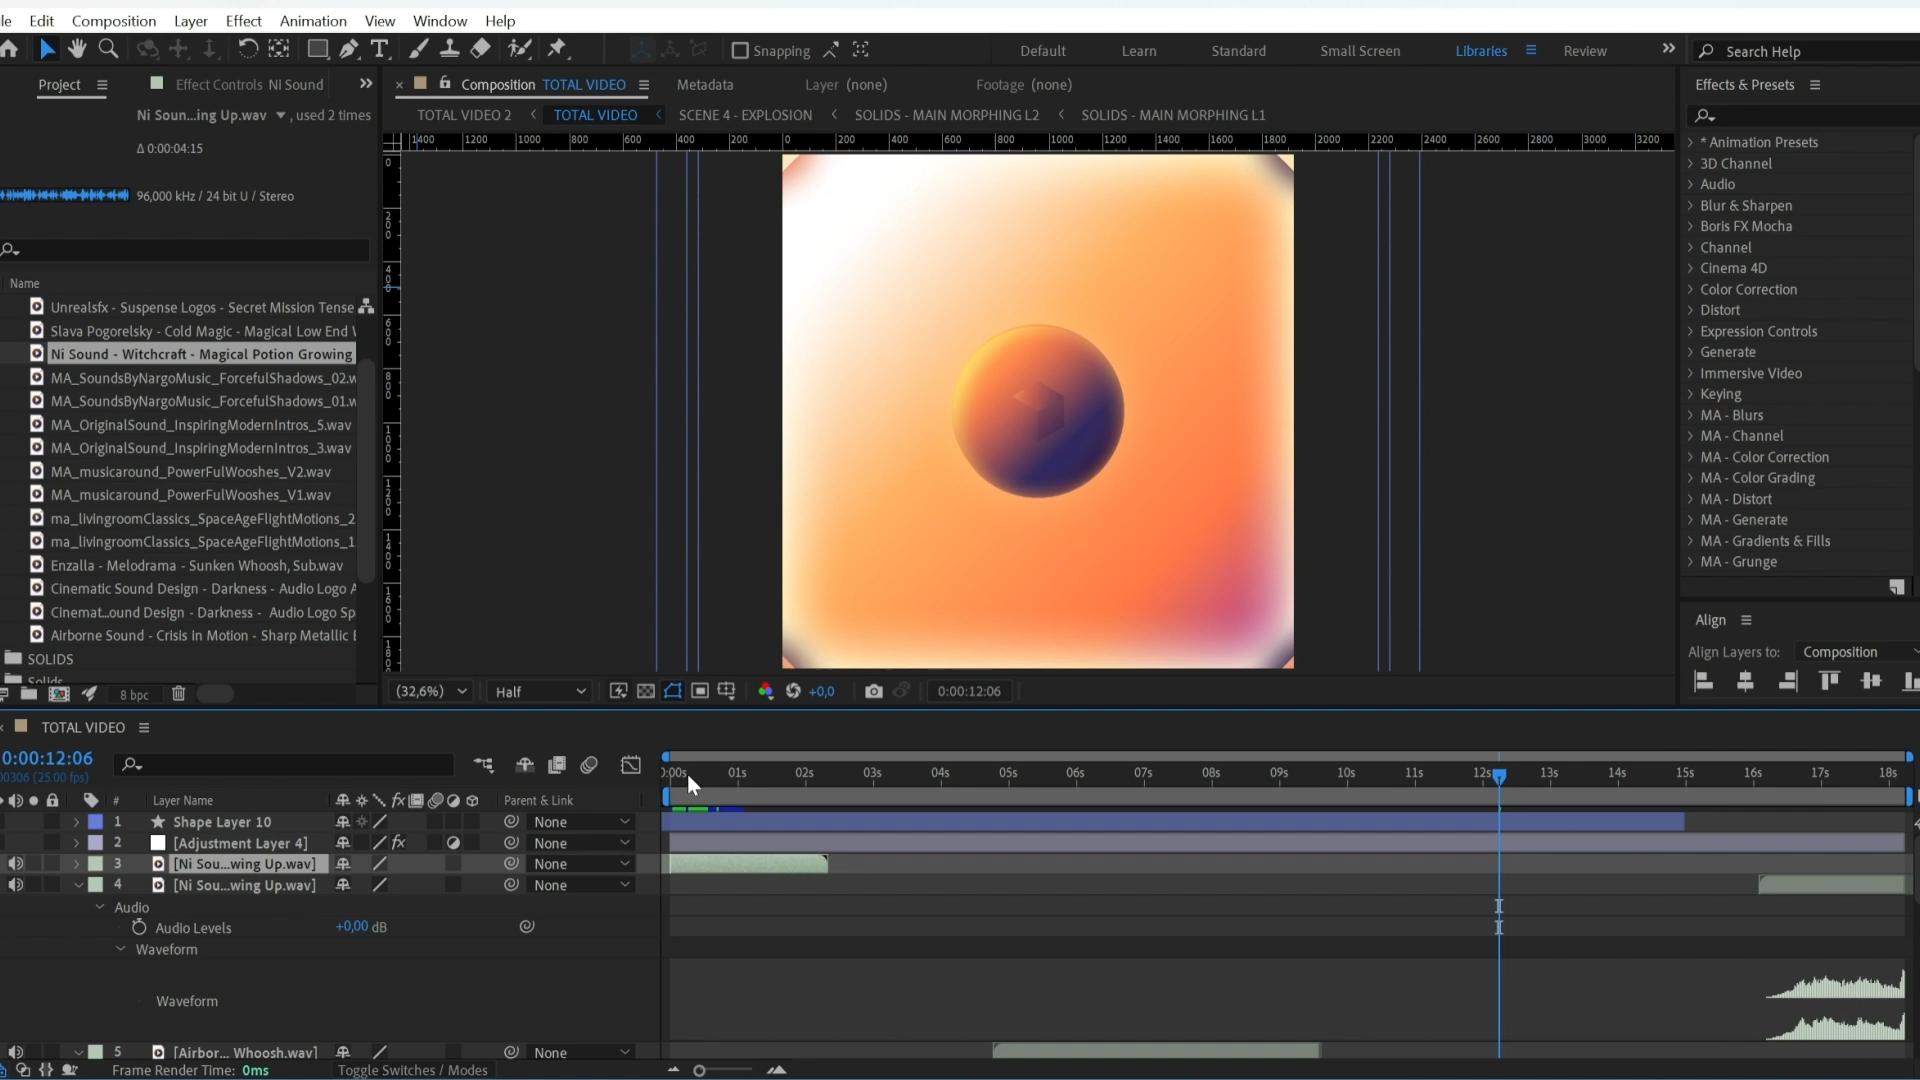 le Edit Composition Layer Effect Animation View Window Help
Snapping Default Learn Standard Small Screen Libraries Review Search Help
Project Effect Controls Ni Sound
Composition TOTAL VIDEO Metadata Layer (none) Footage (none)
Effects & Presets
Ni Soun...ing Up.wav , used 2 times
TOTAL VIDEO 2 TOTAL VIDEO SCENE 4 - EXPLOSION SOLIDS - MAIN MORPHING L2 SOLIDS - MAIN MORPHING L1
1400 1200 1000 800 600 400 200 0 200 400 600 800 1000 1200 1400 1600 1800 2000 2200 2400 2600 2800 3000 3200
Δ 0:00:04:15
96,000 kHz / 24 bit U / Stereo
Name
Unrealsfx - Suspense Logos - Secret Mission Tense
Slava Pogorelsky - Cold Magic - Magical Low End
Ni Sound - Witchcraft - Magical Potion Growing
MA_SoundsByNargoMusic_ForcefulShadows_02.w
MA_SoundsByNargoMusic_ForcefulShadows_01.w
MA_OriginalSound_InspiringModernIntros_5.wav
MA_OriginalSound_InspiringModernIntros_3.wav
MA_musicaround_PowerFulWooshes_V2.wav
MA_musicaround_PowerFulWooshes_V1.wav
ma_livingroomClassics_SpaceAgeFlightMotions_2
ma_livingroomClassics_SpaceAgeFlightMotions_1
Enzalla - Melodrama - Sunken Whoosh, Sub.wav
Cinematic Sound Design - Darkness - Audio Logo A
Cinemat...ound Design - Darkness - Audio Logo Sp
Airborne Sound - Crisis in Motion - Sharp Metallic E
SOLIDS
Solids
8 bpc
0
200
400
600
800
1000
1200
1400
1600
180
* Animation Presets
3D Channel
Audio
Blur & Sharpen
Boris FX Mocha
Channel
Cinema 4D
Color Correction
Distort
Expression Controls
Generate
Immersive Video
Keying
MA - Blurs
MA - Channel
MA - Color Correction
MA - Color Grading
MA - Distort
MA - Generate
MA - Gradients & Fills
MA - Grunge
Align
Align Layers to: Composition
(32,6%) Half +0,0 0:00:12:06
TOTAL VIDEO
0:00:12:06
00306 (25.00 fps)
0:00s 01s 02s 03s 04s 05s 06s 07s 08s 09s 10s 11s 12s 13s 14s 15s 16s 17s 18s
# Layer Name fx Parent & Link
1 Shape Layer 10 None
2 [Adjustment Layer 4] fx None
3 [Ni Sou...wing Up.wav] None
4 [Ni Sou...wing Up.wav] None
Audio
Audio Levels +0,00 dB
Waveform
Waveform
5 [Airbor... Whoosh.wav] None
Frame Render Time: 0ms Toggle Switches / Modes